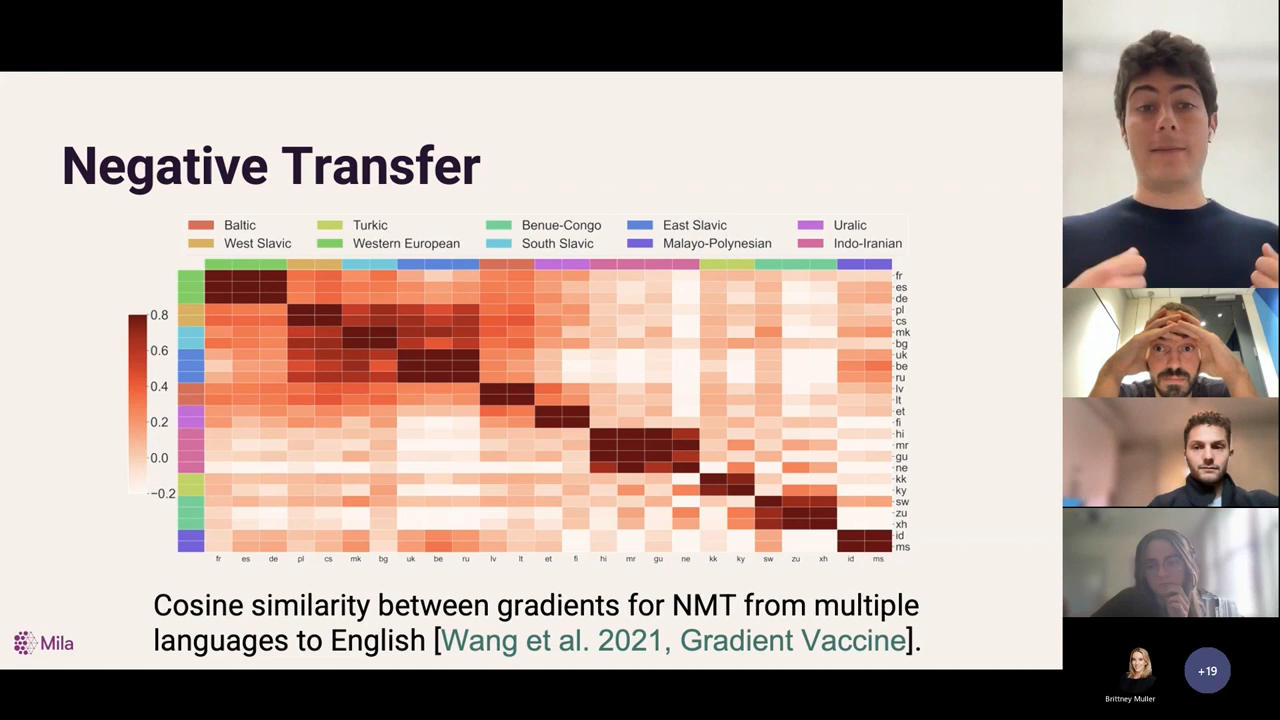 Negative Transfer
Baltic Turkic Benue-Congo East Slavic Uralic
West Slavic Western European South Slavic Malayo-Polynesian Indo-Iranian
0.8
0.6
0.4
0.2
0.0
−0.2
fr
es
de
pl
cs
mk
bg
uk
be
ru
lv
lt
et
fi
hi
mr
gu
ne
kk
ky
sw
zu
xh
id
ms
fr es de pl cs mk bg uk be ru lv lt et fi hi mr gu ne kk ky sw zu xh id ms
Cosine similarity between gradients for NMT from multiple
languages to English [Wang et al. 2021, Gradient Vaccine].
Mila
+19
Brittney Muller